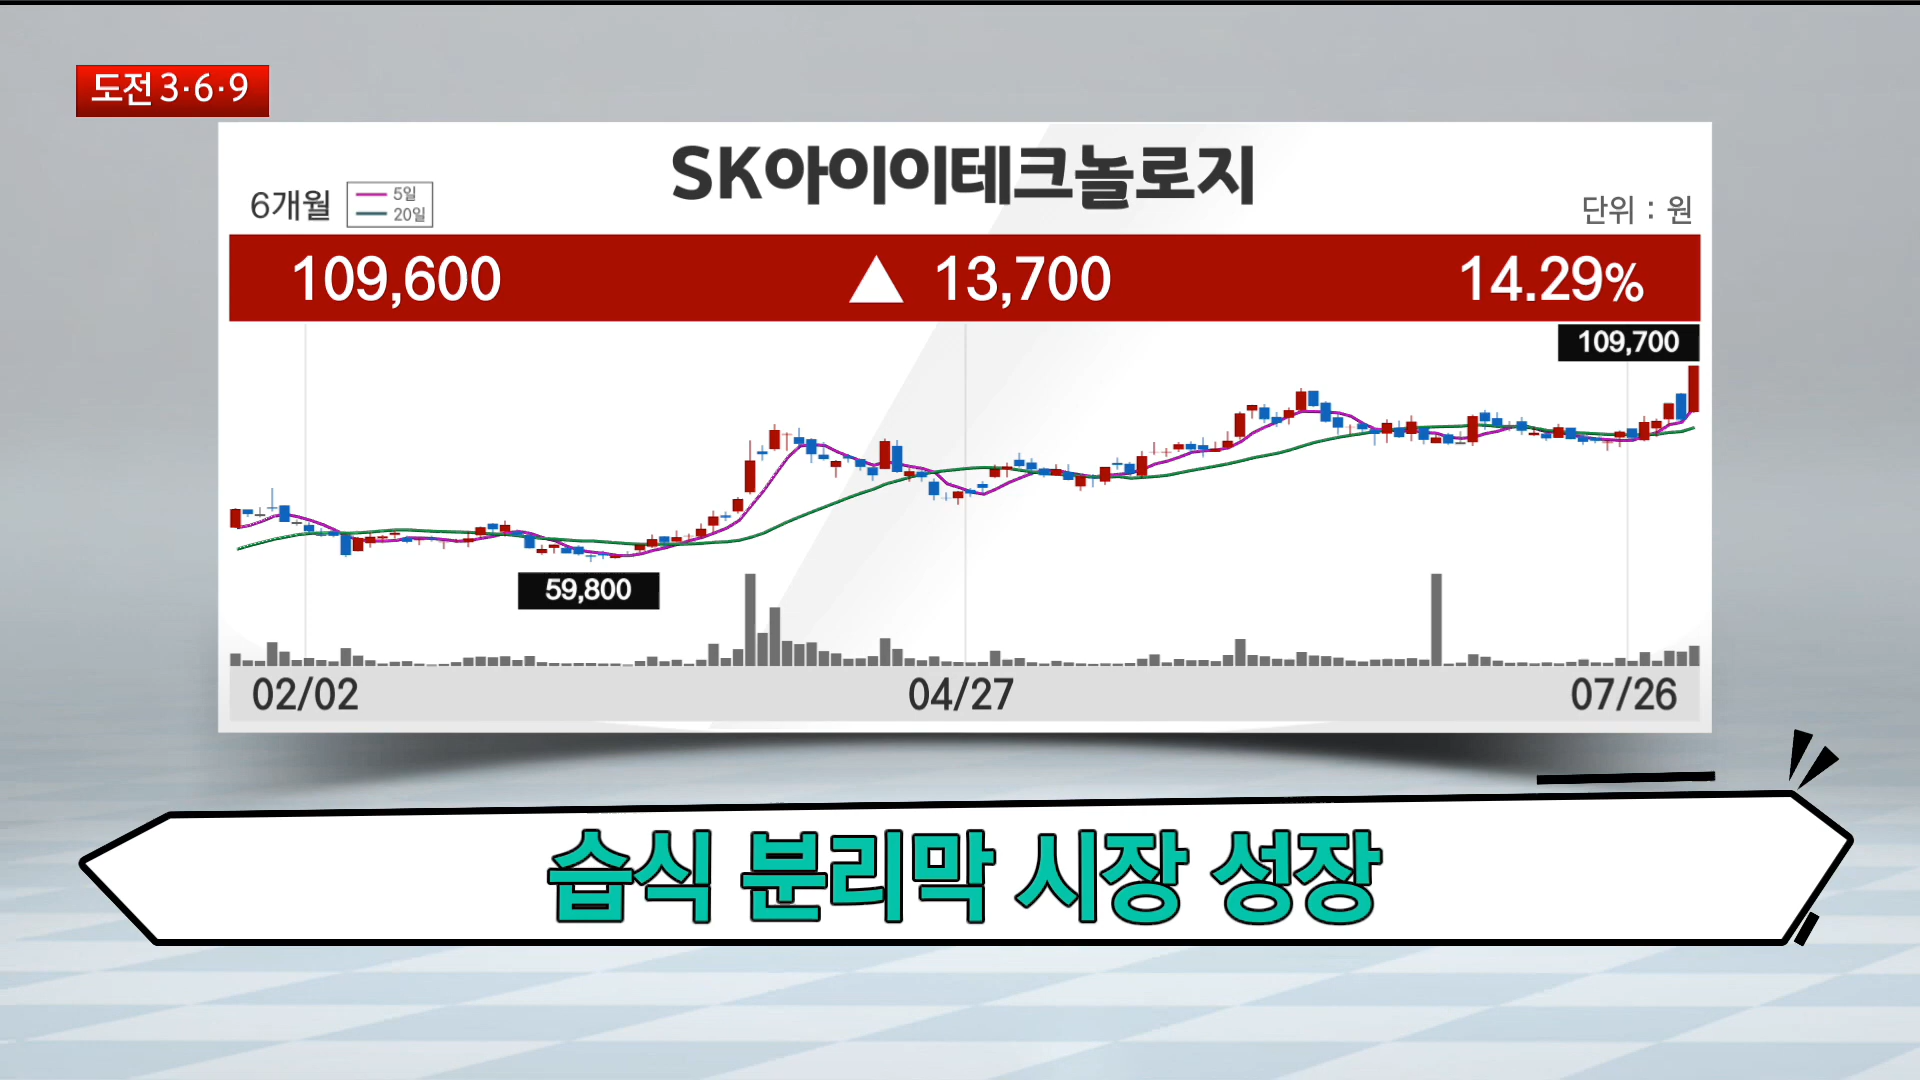 도전 3·6·9
SK아이이테크놀로지
6개월
5일
20일
단위 : 원
109,600 ▲ 13,700 14.29%
109,700
59,800
02/02 04/27 07/26
습식 분리막 시장 성장